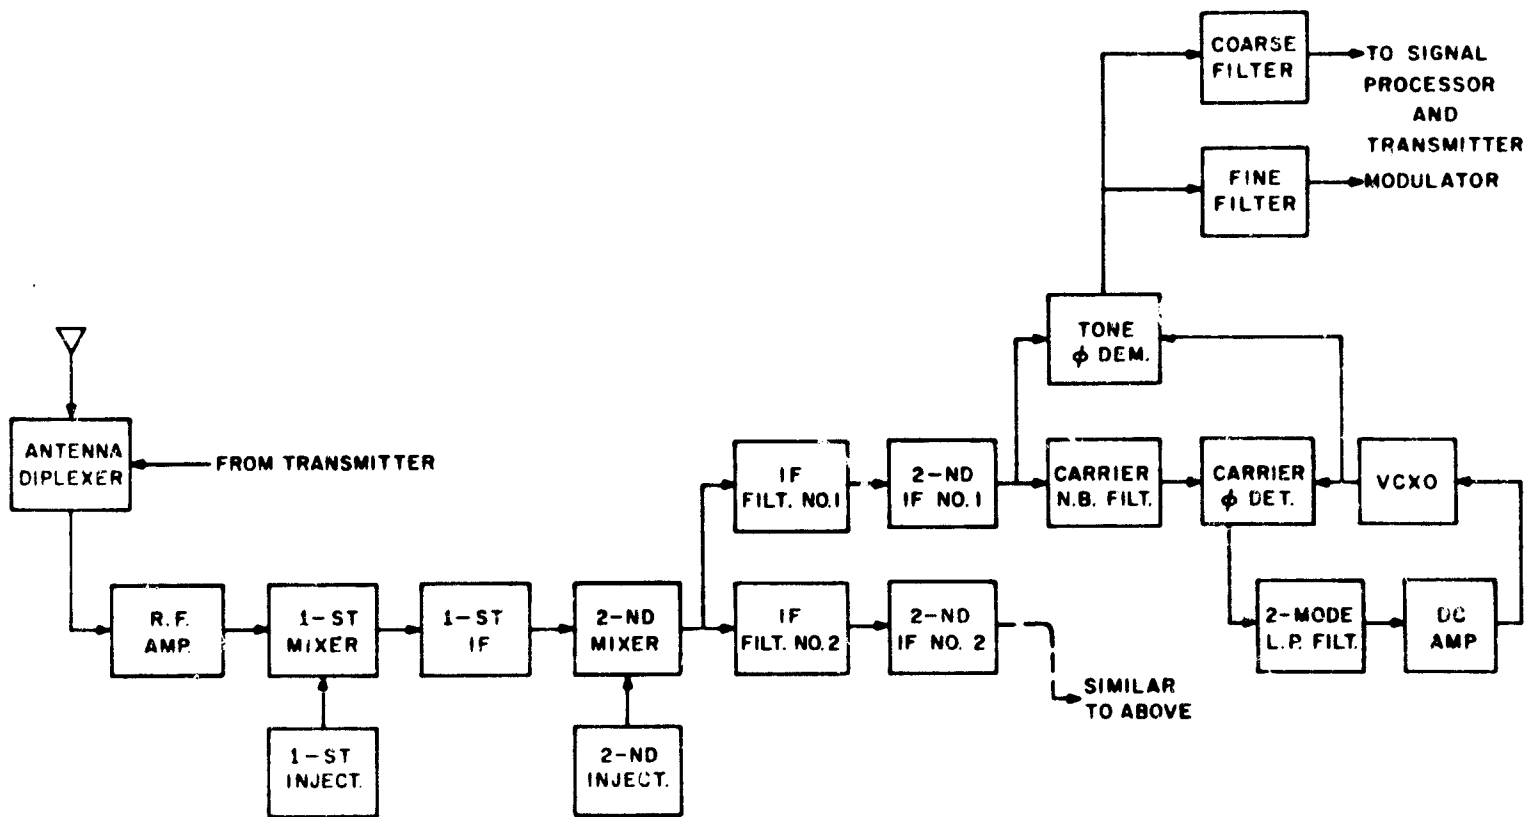 COARSE
FILTER
TO SIGNAL
PROCESSOR
AND
TRANSMITTER
MODULATOR
FINE
FILTER
TONE
ϕ DEM.
ANTENNA
DIPLEXER
FROM TRANSMITTER
IF
FILT. NO.1
2-ND
IF NO. 1
CARRIER
N.B. FILT.
CARRIER
ϕ DET.
VCXO
R.F.
AMP.
1-ST
MIXER
1-ST
IF
2-ND
MIXER
IF
FILT. NO.2
2-ND
IF NO. 2
2-MODE
L.P. FILT.
DC
AMP
SIMILAR
TO ABOVE
1-ST
INJECT.
2-ND
INJECT.